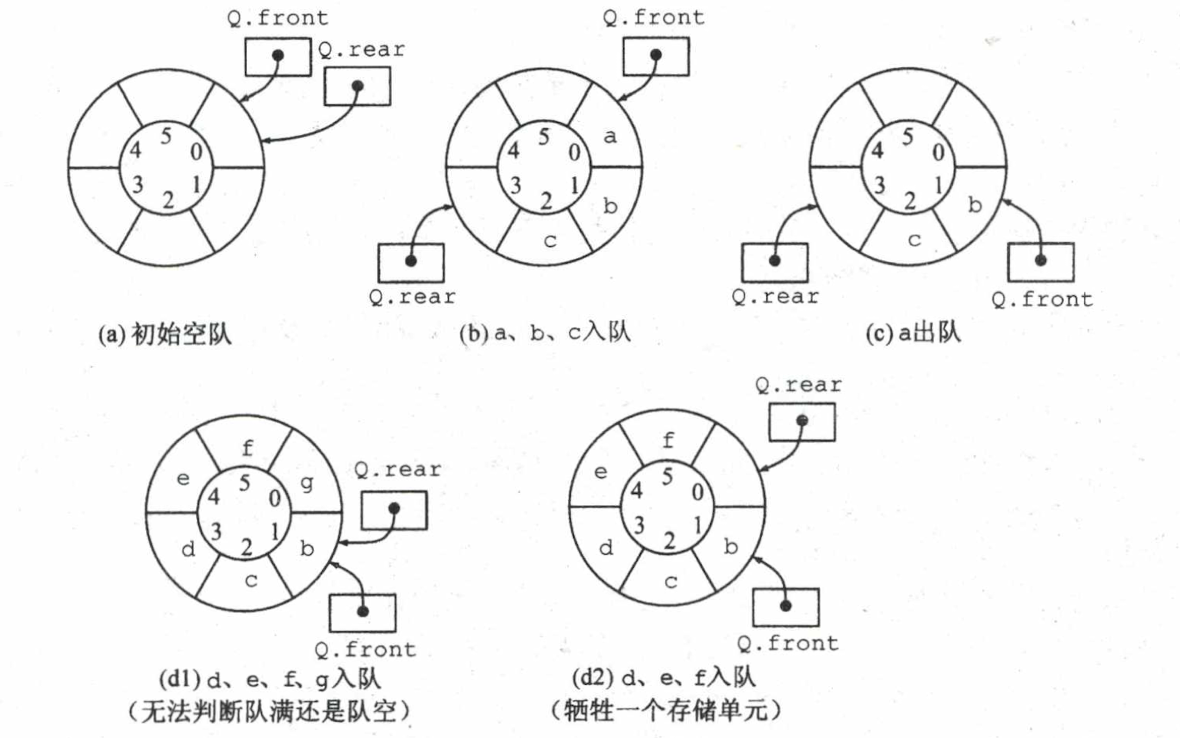 Q.front
Q.rear
5
4 0
3 1
2
(a) 初始空队
Q.front
a
5
4 0
3 1
2
b
c
Q.rear
(b) a、b、c入队
5
4 0
3 1
2
b
c
Q.rear
Q.front
(c) a出队
f
e
5
g
4 0
3 1
2
d
b
c
Q.rear
Q.front
(d1) d、e、f、g入队
（无法判断队满还是队空）
Q.rear
f
e
5
4 0
3 1
2
d
b
c
Q.front
(d2) d、e、f入队
（牺牲一个存储单元）